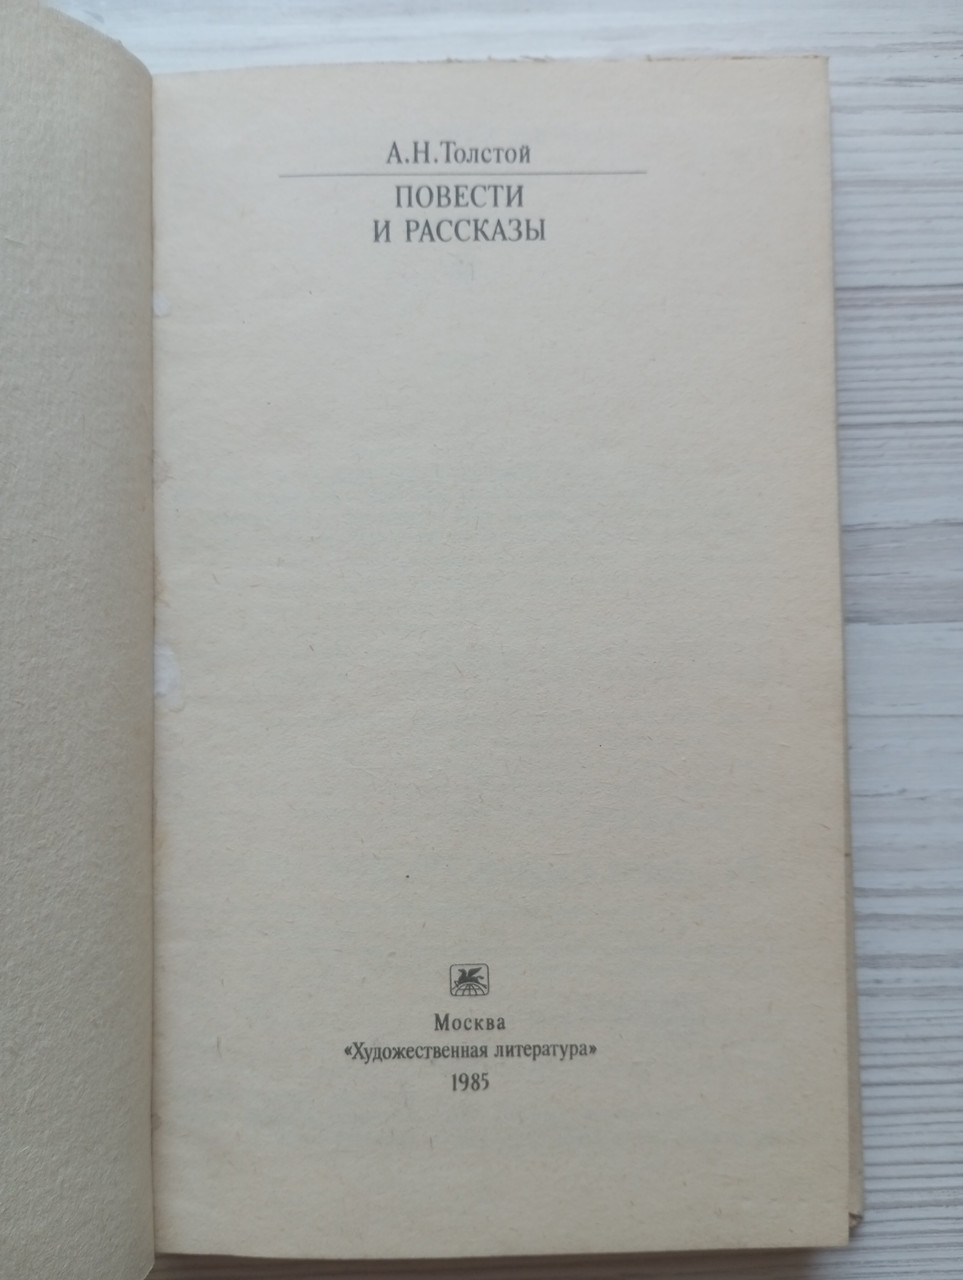 А.Н.Толстой
ПОВЕСТИ
И РАССКАЗЫ
Москва
«Художественная литература»
1985